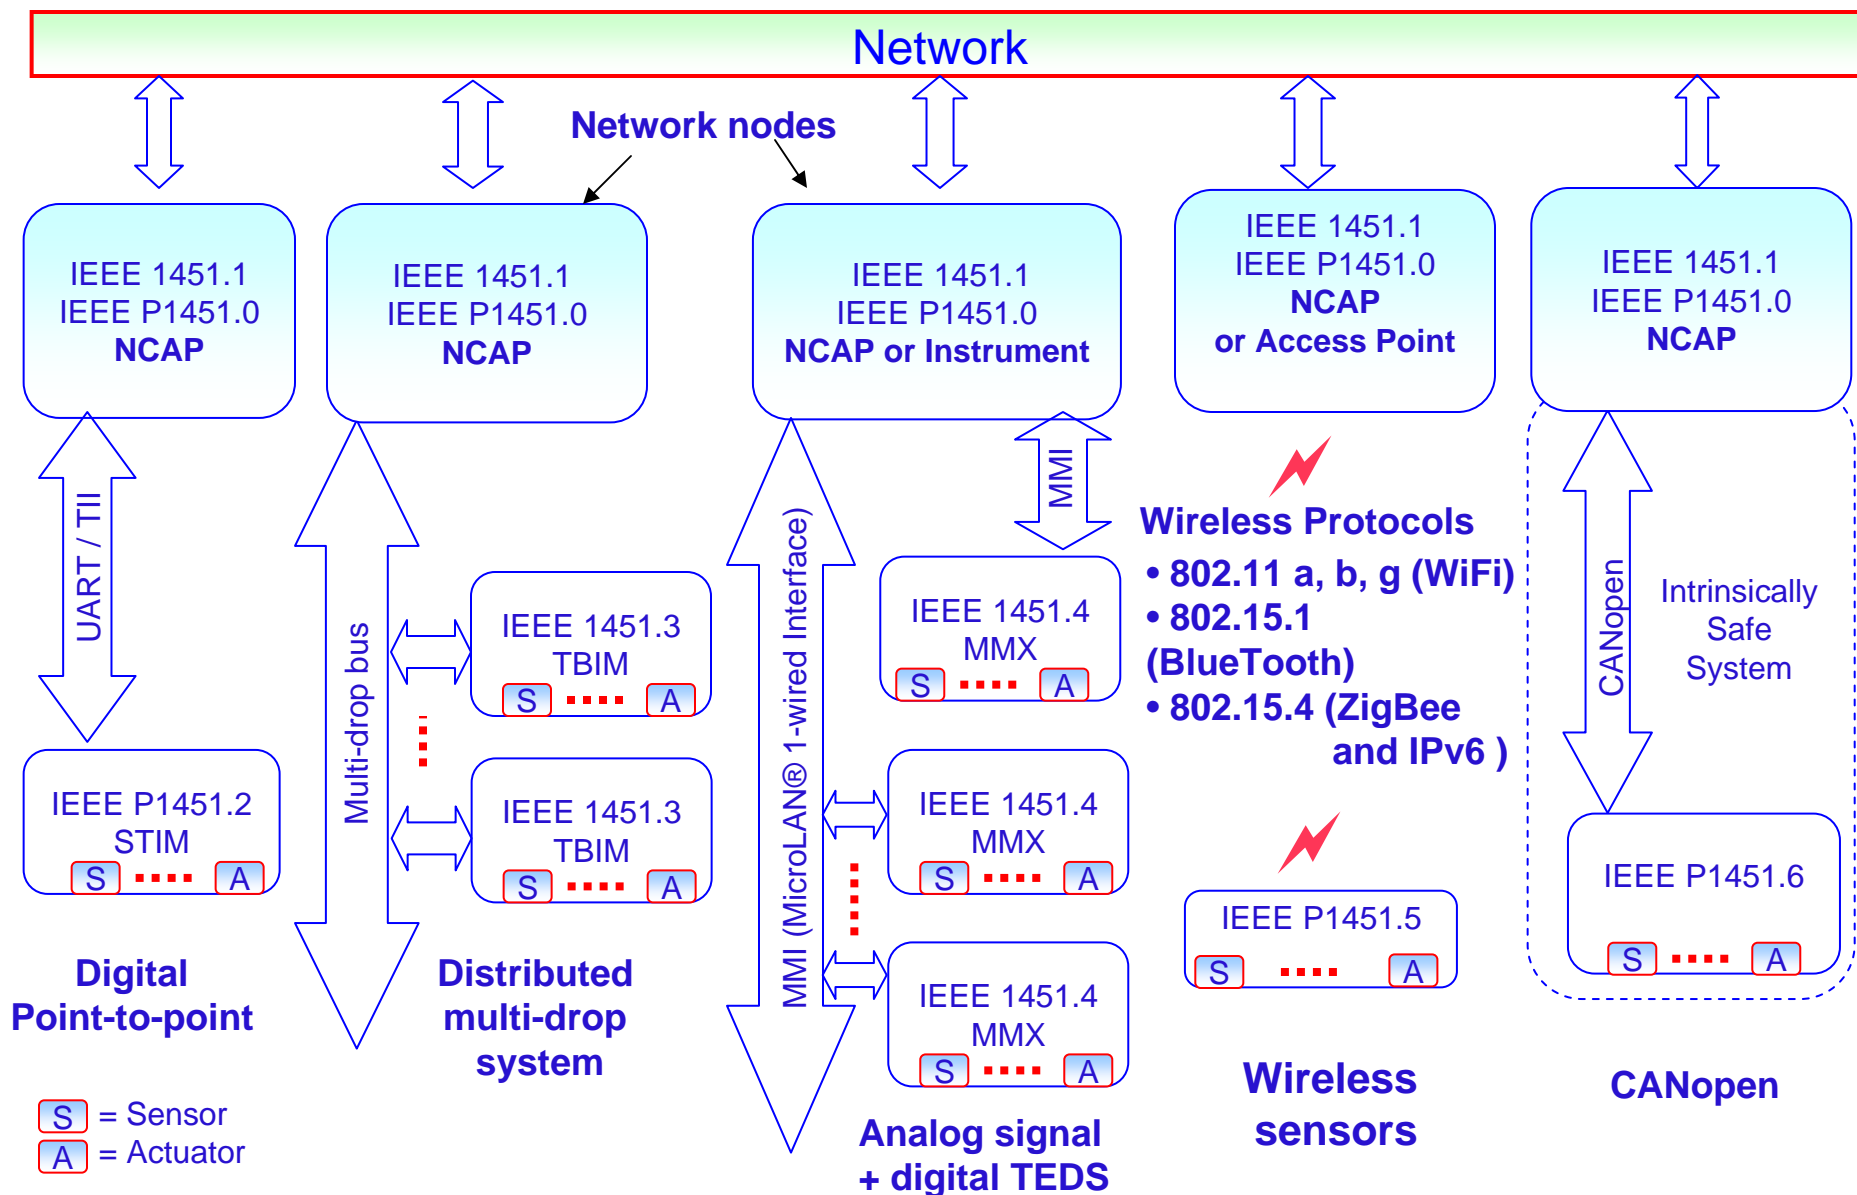 Network
Network nodes
IEEE 1451.1
IEEE P1451.0
NCAP
UART / TII
IEEE P1451.2
STIM
S
A
Digital
Point-to-point
S = Sensor
A = Actuator
IEEE 1451.1
IEEE P1451.0
NCAP
Multi-drop bus
IEEE 1451.3
TBIM
S
A
IEEE 1451.3
TBIM
S
A
Distributed
multi-drop
system
IEEE 1451.1
IEEE P1451.0
NCAP or Instrument
MMI (MicroLAN® 1-wired Interface)
MMI
IEEE 1451.4
MMX
S
A
IEEE 1451.4
MMX
S
A
IEEE 1451.4
MMX
S
A
Analog signal
+ digital TEDS
IEEE 1451.1
IEEE P1451.0
NCAP
or Access Point
Wireless Protocols
• 802.11 a, b, g (WiFi)
• 802.15.1
(BlueTooth)
• 802.15.4 (ZigBee
and IPv6 )
IEEE P1451.5
S
A
Wireless
sensors
IEEE 1451.1
IEEE P1451.0
NCAP
CANopen
Intrinsically
Safe
System
IEEE P1451.6
S
A
CANopen